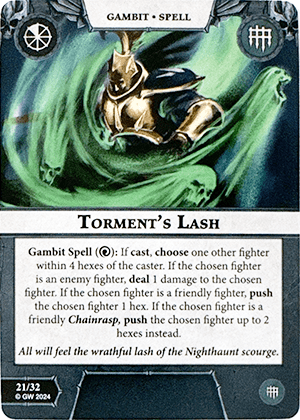 GAMBIT • SPELL
TORMENT'S LASH
Gambit Spell (): If cast, choose one other fighter
within 4 hexes of the caster. If the chosen fighter
is an enemy fighter, deal 1 damage to the chosen
fighter. If the chosen fighter is a friendly fighter, push
the chosen fighter 1 hex. If the chosen fighter is a
friendly Chainrasp, push the chosen fighter up to 2
hexes instead.
All will feel the wrathful lash of the Nighthaunt scourge.
21/32
© GW 2024